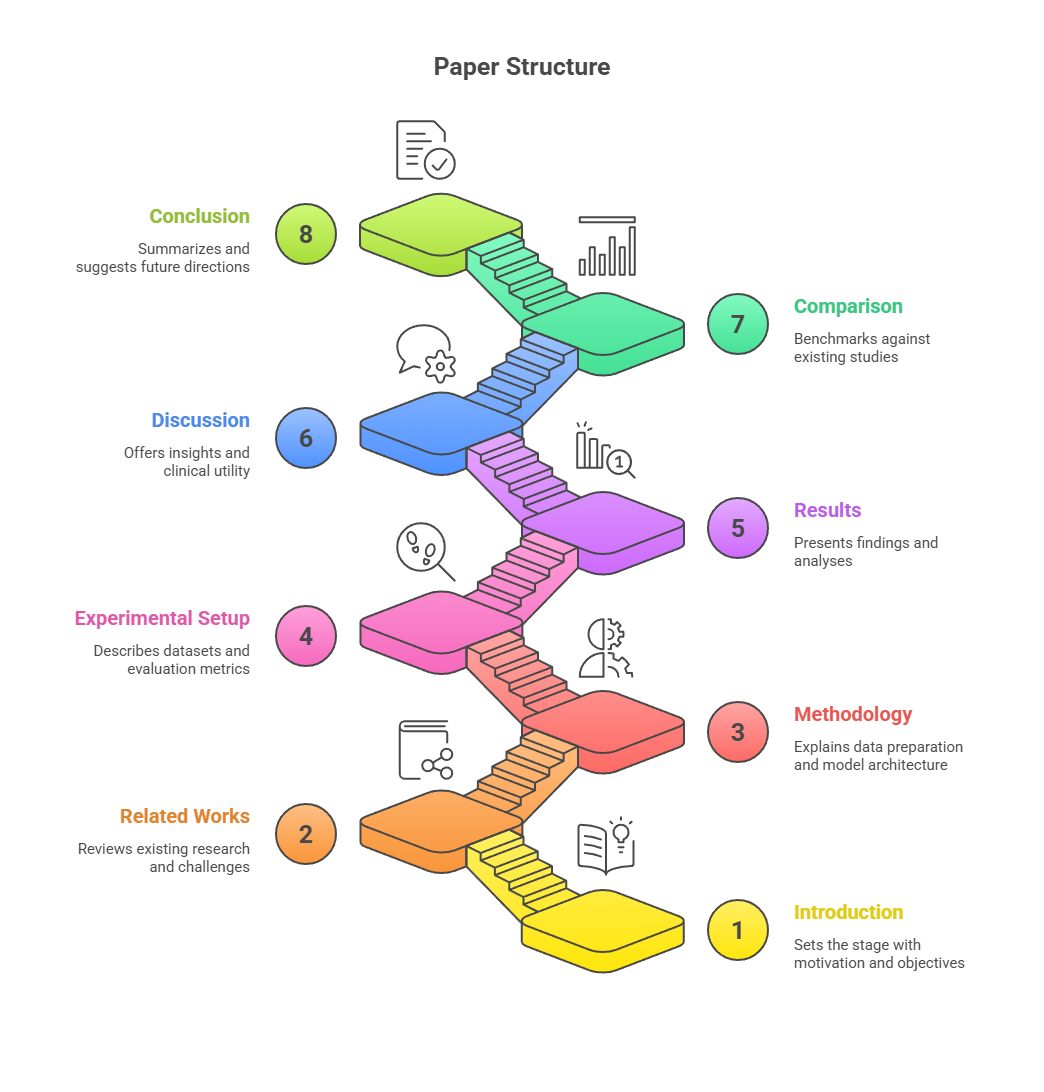 Paper Structure
Conclusion
8
Summarizes and
suggests future directions
Comparison
7
Benchmarks against
existing studies
Discussion
6
Offers insights and
clinical utility
1
Results
5
Presents findings and
analyses
Experimental Setup
4
Describes datasets and
evaluation metrics
Methodology
3
Explains data preparation
and model architecture
Related Works
2
Reviews existing research
and challenges
Introduction
1
Sets the stage with
motivation and objectives